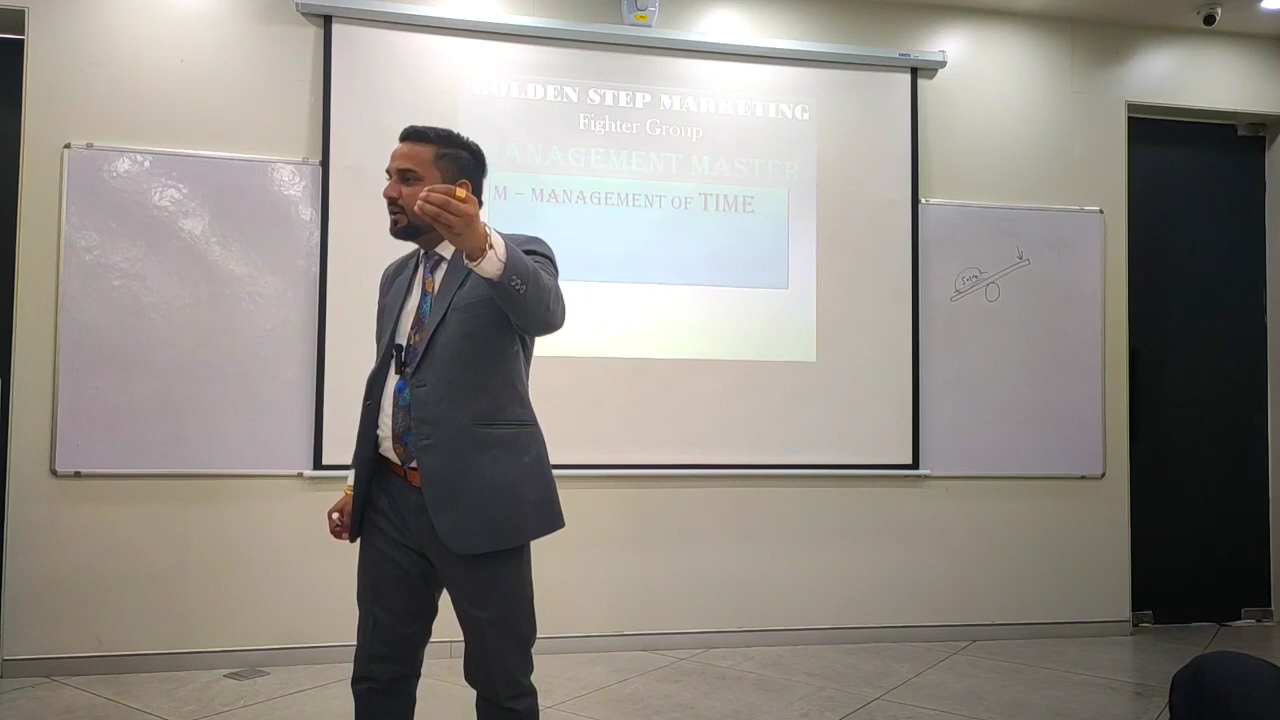 GOLDEN STEP MARKETING
Fighter Group
MANAGEMENT MASTER
M – MANAGEMENT OF TIME